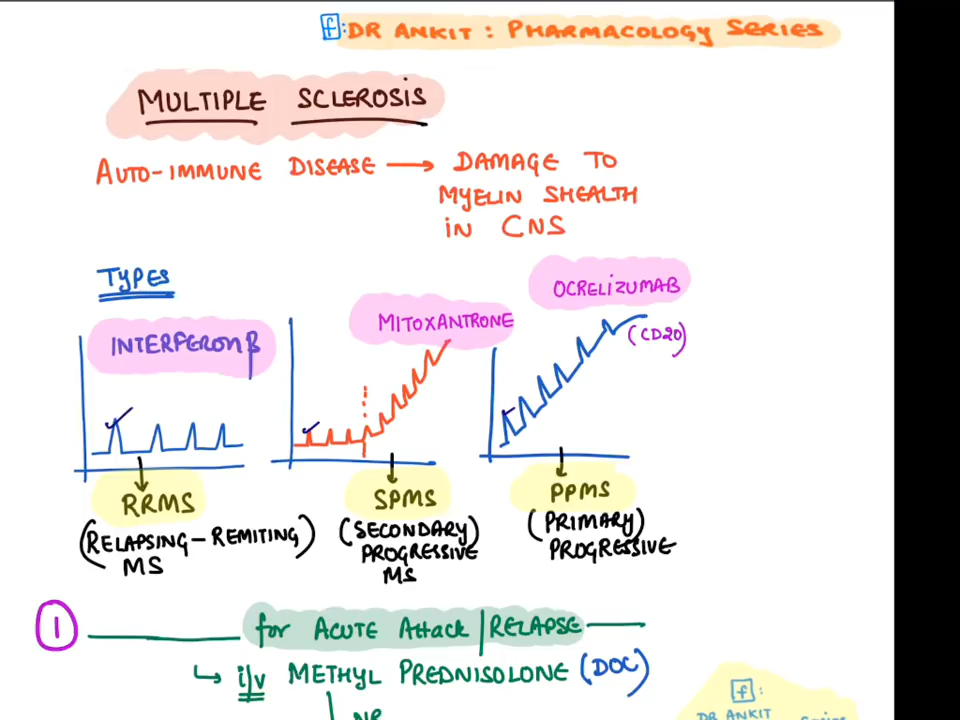 f: DR ANKIT : PHARMACOLOGY SERIES
MULTIPLE SCLEROSIS
AUTO-IMMUNE DISEASE → DAMAGE TO
MYELIN SHEALTH
IN CNS
TYPES
OCRELIZUMAB
(CD20)
MITOXANTRONE
INTERFERON β
RRMS
(RELAPSING-REMITING)
MS
SPMS
(SECONDARY)
PROGRESSIVE
MS
PPMS
(PRIMARY)
PROGRESSIVE
1
for ACUTE Attack | RELAPSE
↳ i/v METHYL PREDNISOLONE (DOC)
f:
DR ANKIT